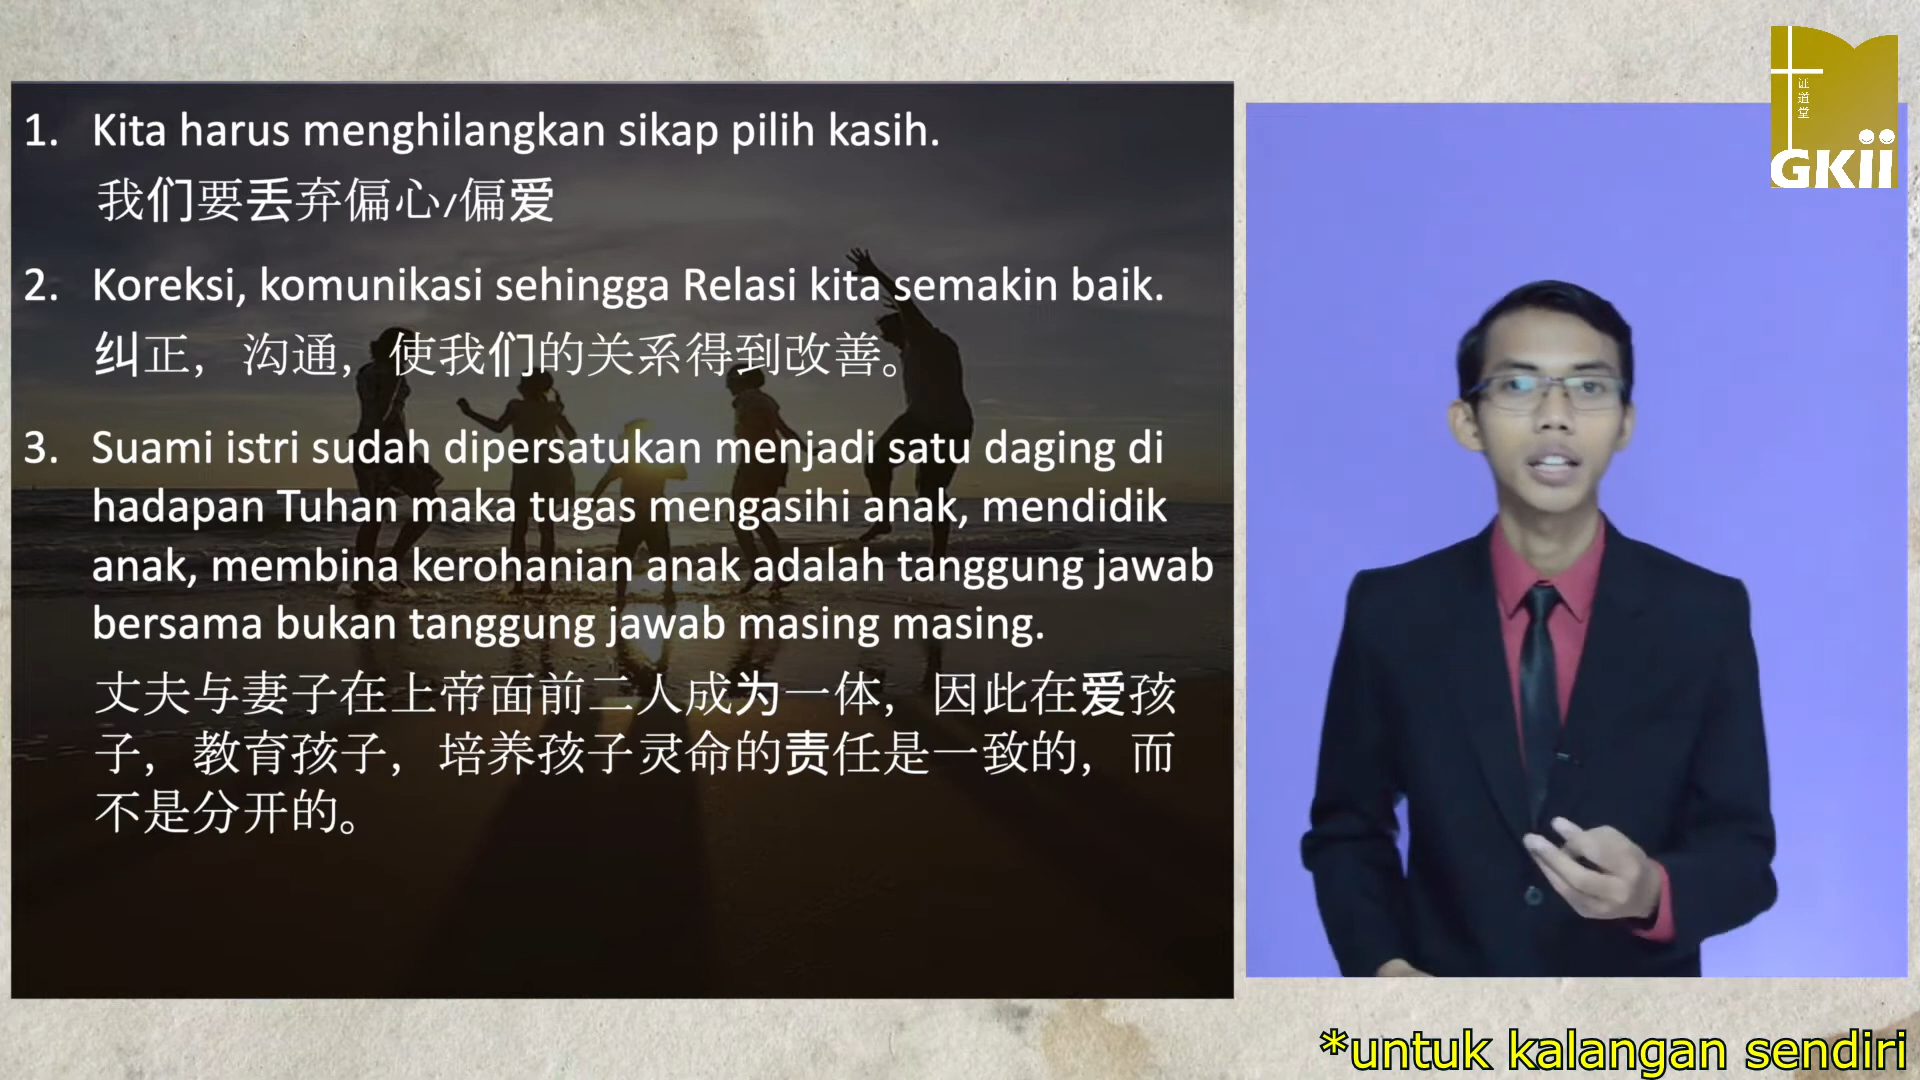 1. Kita harus menghilangkan sikap pilih kasih.
我们要丢弃偏心/偏爱
2. Koreksi, komunikasi sehingga Relasi kita semakin baik.
纠正，沟通，使我们的关系得到改善。
3. Suami istri sudah dipersatukan menjadi satu daging di
hadapan Tuhan maka tugas mengasihi anak, mendidik
anak, membina kerohanian anak adalah tanggung jawab
bersama bukan tanggung jawab masing masing.
丈夫与妻子在上帝面前二人成为一体，因此在爱孩
子，教育孩子，培养孩子灵命的责任是一致的，而
不是分开的。
证道堂
GKii
*untuk kalangan sendiri